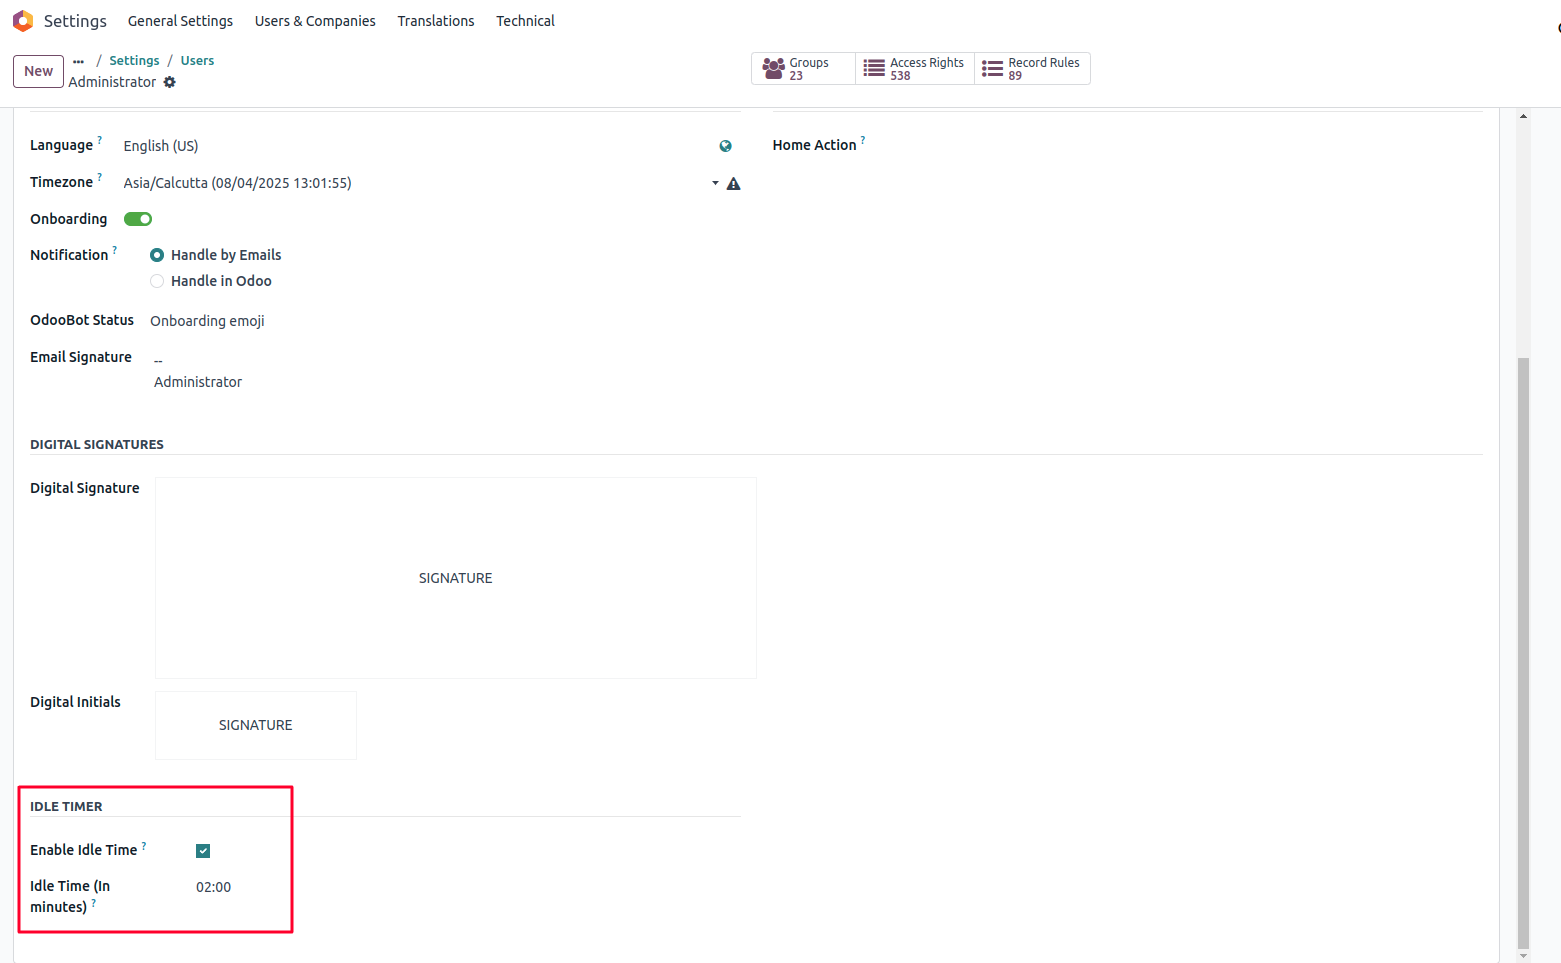 Settings General Settings Users & Companies Translations Technical
New ••• / Settings / Users
Administrator
Groups
23
Access Rights
538
Record Rules
89
Language ? English (US)
Home Action ?
Timezone ? Asia/Calcutta (08/04/2025 13:01:55)
Onboarding
Notification ? Handle by Emails
Handle in Odoo
OdooBot Status Onboarding emoji
Email Signature --
Administrator
DIGITAL SIGNATURES
Digital Signature
SIGNATURE
Digital Initials
SIGNATURE
IDLE TIMER
Enable Idle Time ?
Idle Time (In 02:00
minutes) ?